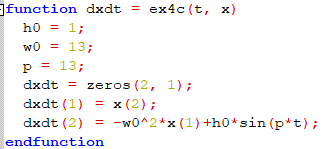 function dxdt = ex4c(t, x)
h0 = 1;
w0 = 13;
p = 13;
dxdt = zeros(2, 1);
dxdt(1) = x(2);
dxdt(2) = -w0^2*x(1)+h0*sin(p*t);
endfunction